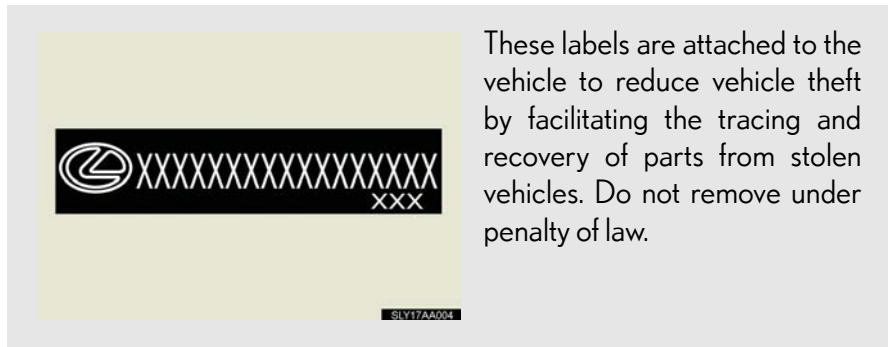 XXXXXXXXXXXXXXXXX
XXX
SLY17AA004
These labels are attached to the
vehicle to reduce vehicle theft
by facilitating the tracing and
recovery of parts from stolen
vehicles. Do not remove under
penalty of law.